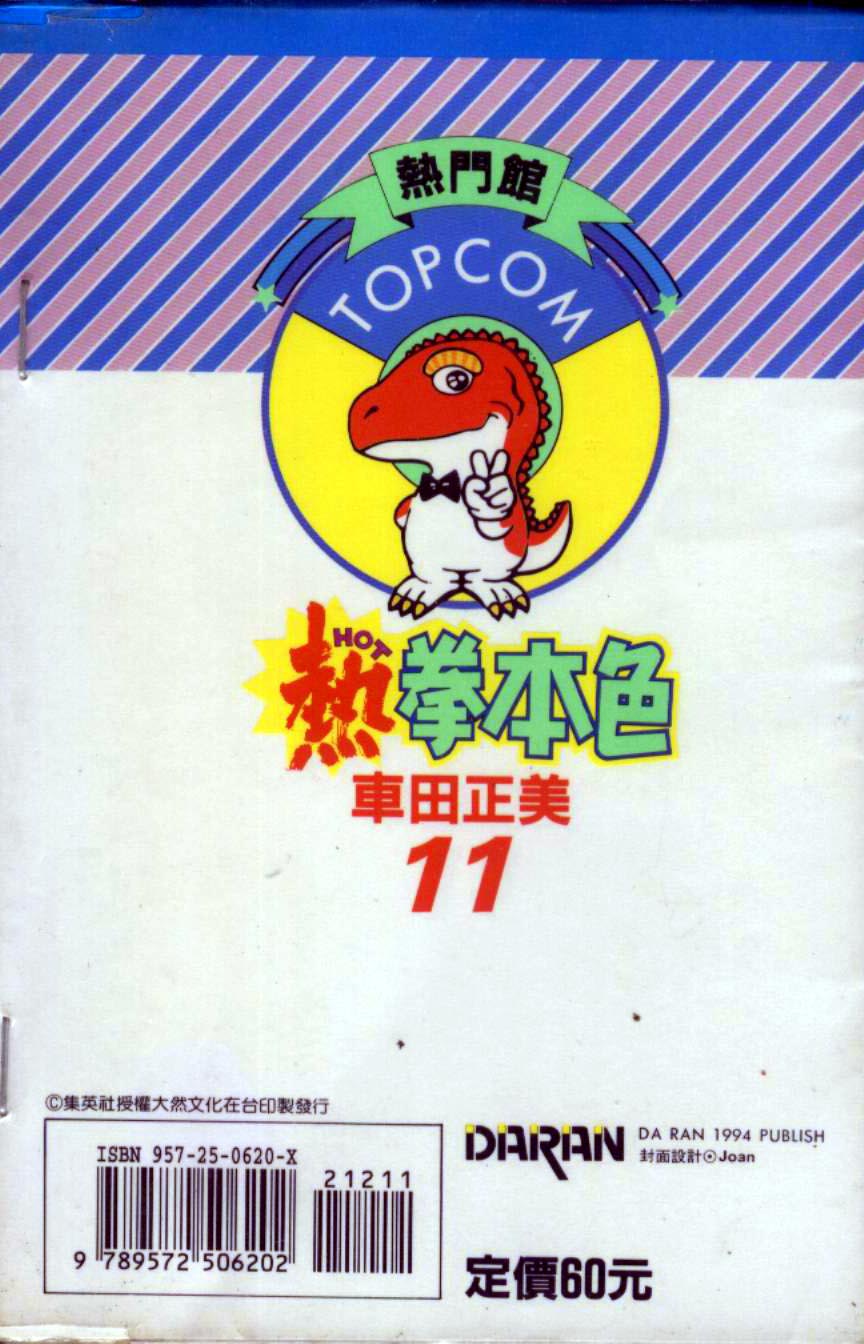 熱門館
TOPCOM
HOT
熱拳本色
車田正美
11
©集英社授權大然文化在台印製發行
ISBN 957-25-0620-X
21211
9 789572 506202
DARAN
DA RAN 1994 PUBLISH
封面設計⊙Joan
定價60元